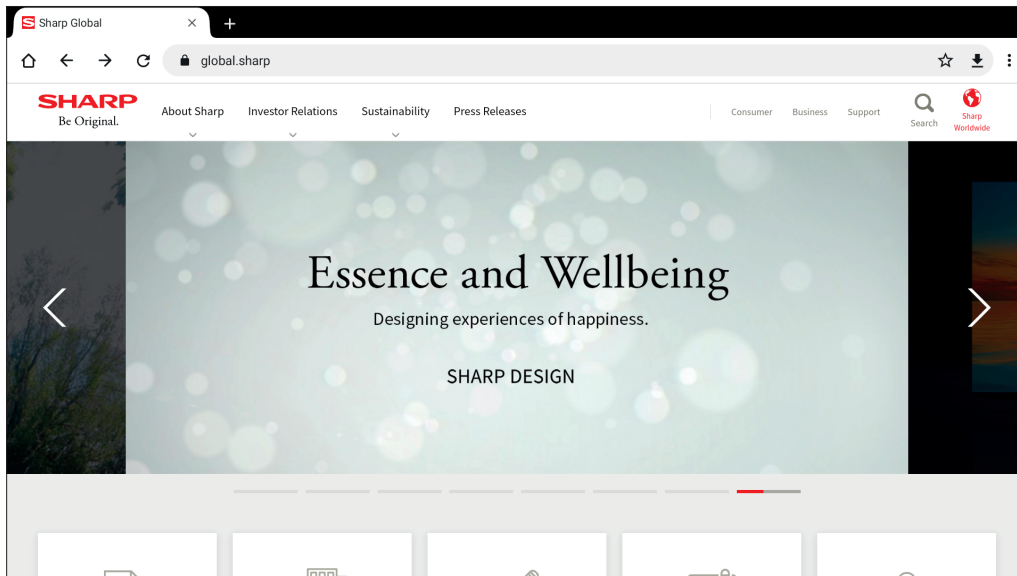 Sharp Global
global.sharp
SHARP
Be Original.
About Sharp
Investor Relations
Sustainability
Press Releases
Consumer
Business
Support
Search
Sharp
Worldwide
Essence and Wellbeing
Designing experiences of happiness.
SHARP DESIGN